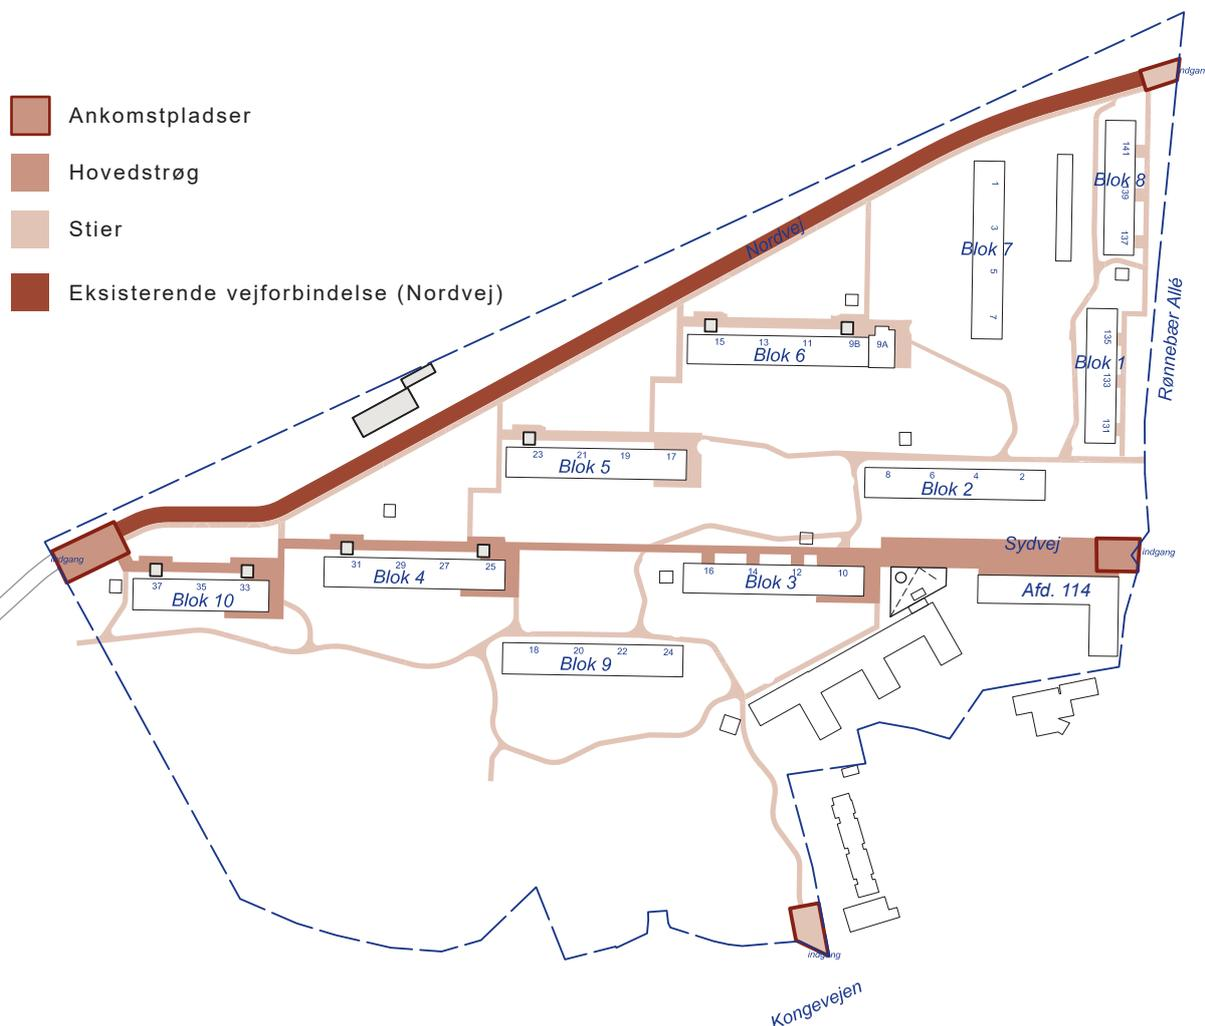 Ankomstpladser
Hovedstrøg
Stier
Eksisterende vejforbindelse (Nordvej)
indgan
141
Blok 8
139
137
1
3
Blok 7
5
7
Nordvej
Rønnebær Allé
15
13
11
9B
9A
Blok 6
135
Blok 1
133
131
23
21
19
17
Blok 5
8
6
4
2
Blok 2
Sydvej
indgang
indgang
31
29
27
25
Blok 4
16
14
12
10
Blok 3
37
35
33
Blok 10
Afd. 114
18
20
22
24
Blok 9
indgang
Kongevejen